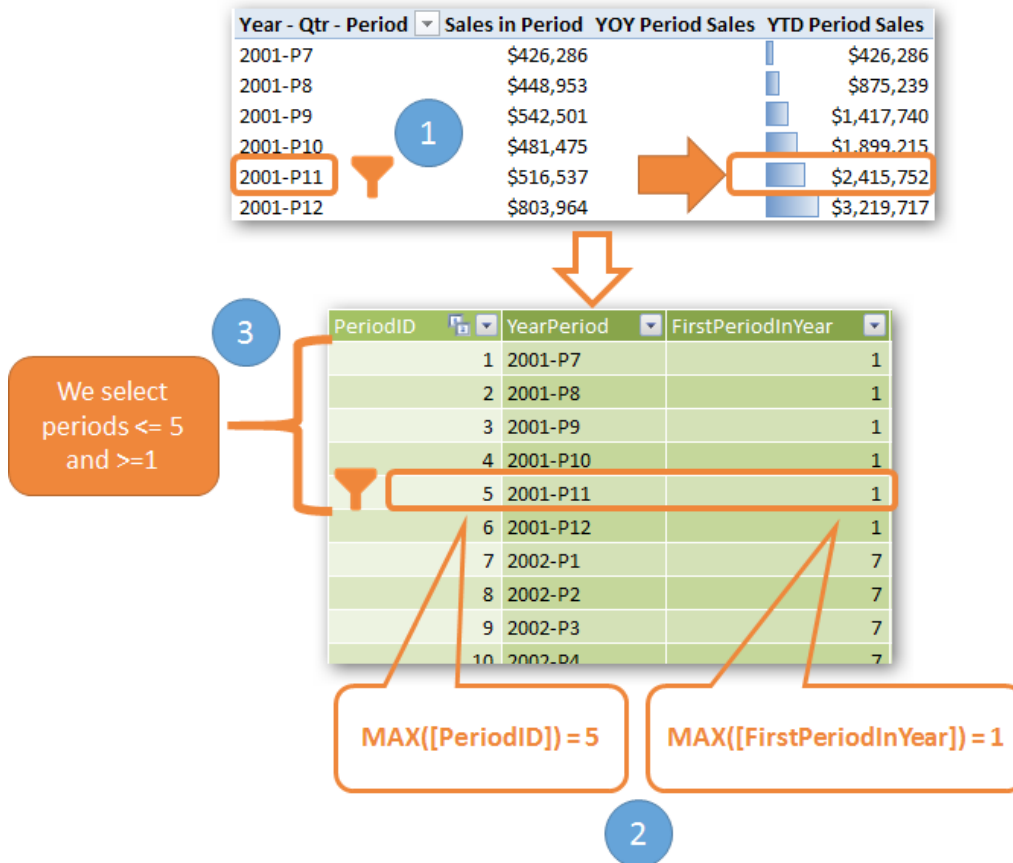 Year - Qtr - Period Sales in Period YOY Period Sales YTD Period Sales
2001-P7 $426,286 $426,286
2001-P8 $448,953 $875,239
2001-P9 $542,501 $1,417,740
1
2001-P10 $481,475 $1,899,215
2001-P11 $516,537 $2,415,752
2001-P12 $803,964 $3,219,717
3
PeriodID YearPeriod FirstPeriodInYear
1 2001-P7 1
We select
periods <= 5
and >=1
2 2001-P8 1
3 2001-P9 1
4 2001-P10 1
5 2001-P11 1
6 2001-P12 1
7 2002-P1 7
8 2002-P2 7
9 2002-P3 7
10 2002-P4 7
MAX([PeriodID]) = 5
MAX([FirstPeriodInYear]) = 1
2